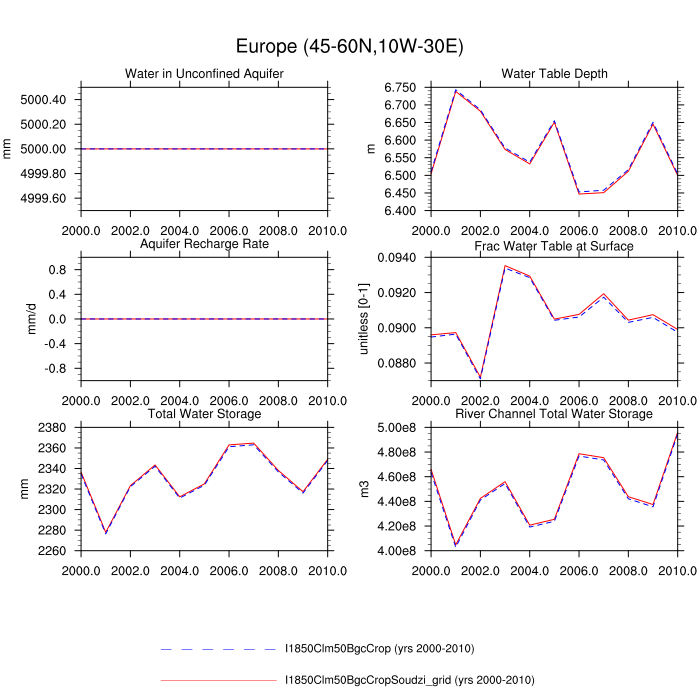 Europe (45-60N,10W-30E)
Water in Unconfined Aquifer
5000.40
5000.20
5000.00
4999.80
4999.60
mm
2000.0 2002.0 2004.0 2006.0 2008.0 2010.0
Water Table Depth
6.750
6.700
6.650
6.600
6.550
6.500
6.450
6.400
m
2000.0 2002.0 2004.0 2006.0 2008.0 2010.0
Aquifer Recharge Rate
0.8
0.4
0.0
-0.4
-0.8
mm/d
2000.0 2002.0 2004.0 2006.0 2008.0 2010.0
Frac Water Table at Surface
0.0940
0.0920
0.0900
0.0880
unitless [0-1]
2000.0 2002.0 2004.0 2006.0 2008.0 2010.0
Total Water Storage
2380
2360
2340
2320
2300
2280
2260
mm
2000.0 2002.0 2004.0 2006.0 2008.0 2010.0
River Channel Total Water Storage
5.00e8
4.80e8
4.60e8
4.40e8
4.20e8
4.00e8
m3
2000.0 2002.0 2004.0 2006.0 2008.0 2010.0
I1850Clm50BgcCrop (yrs 2000-2010)
I1850Clm50BgcCropSoudzi_grid (yrs 2000-2010)